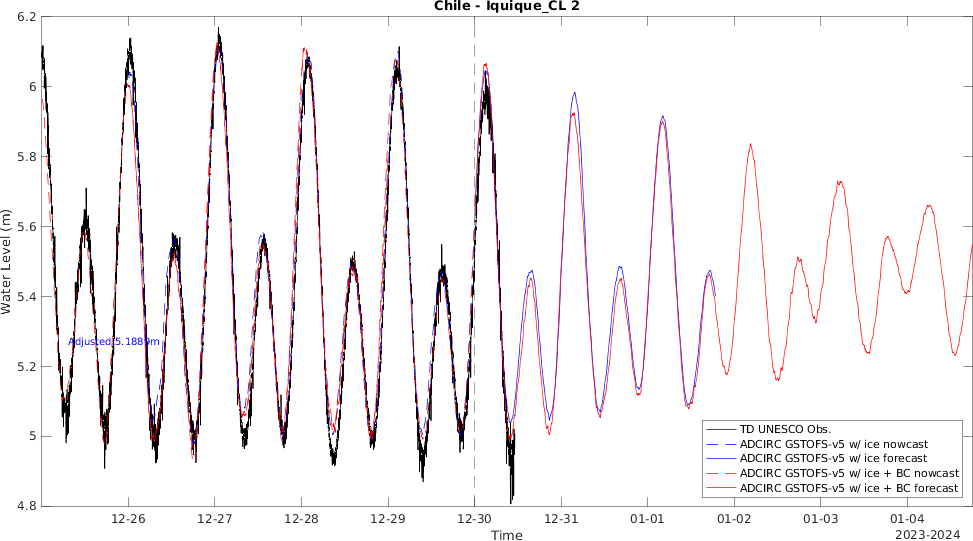 Chile - Iquique_CL 2
6.2
6
5.8
5.6
5.4
5.2
5
4.8
Water Level (m)
Adjusted 5.1889m
TD UNESCO Obs.
ADCIRC GSTOFS-v5 w/ ice nowcast
ADCIRC GSTOFS-v5 w/ ice forecast
ADCIRC GSTOFS-v5 w/ ice + BC nowcast
ADCIRC GSTOFS-v5 w/ ice + BC forecast
12-26 12-27 12-28 12-29 12-30 12-31 01-01 01-02 01-03 01-04
Time
2023-2024